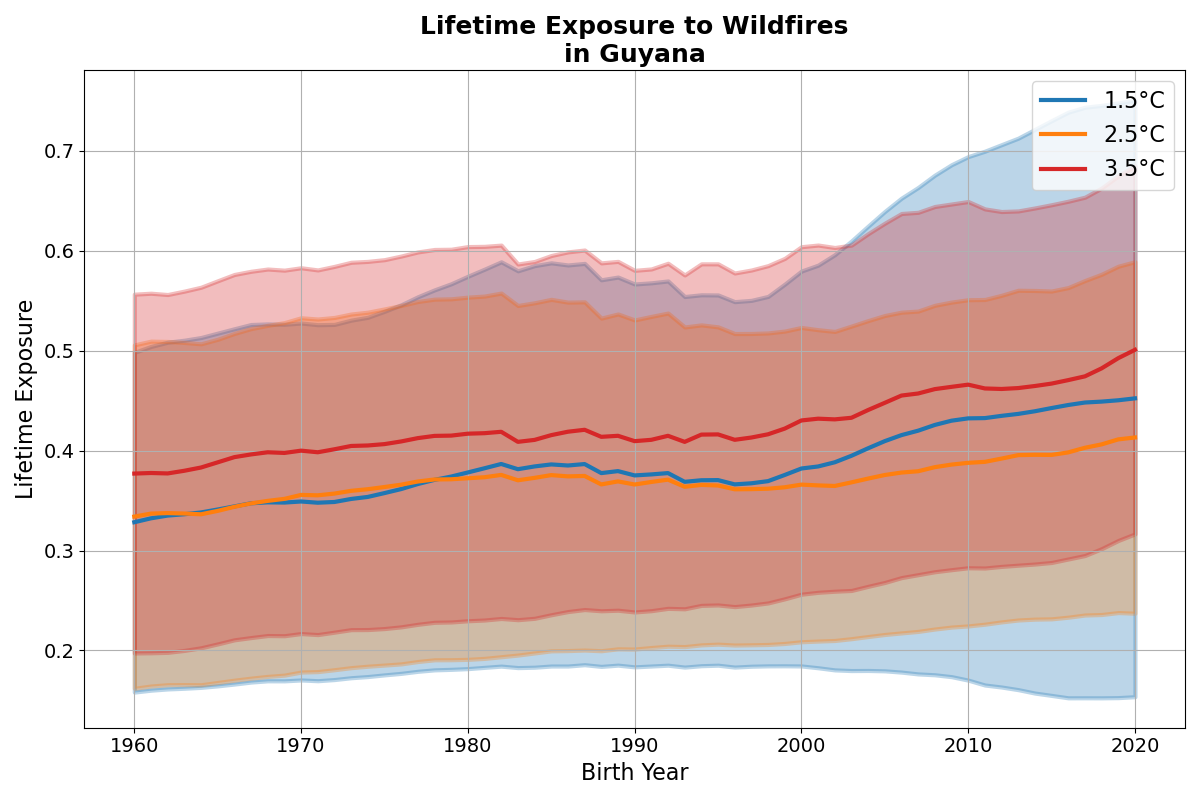 Lifetime Exposure to Wildfires
in Guyana
1.5°C
2.5°C
3.5°C
Lifetime Exposure
0.7
0.6
0.5
0.4
0.3
0.2
1960
1970
1980
1990
2000
2010
2020
Birth Year